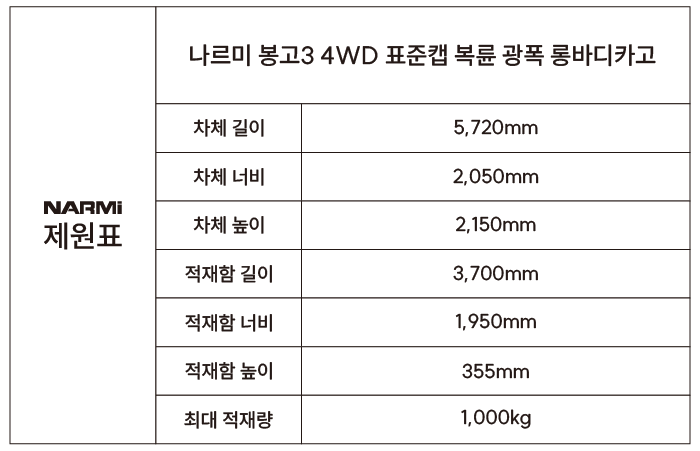 나르미 봉고3 4WD 표준캡 복륜 광폭 롱바디카고
NARMi
제원표
차체 길이 5,720mm
차체 너비 2,050mm
차체 높이 2,150mm
적재함 길이 3,700mm
적재함 너비 1,950mm
적재함 높이 355mm
최대 적재량 1,000kg